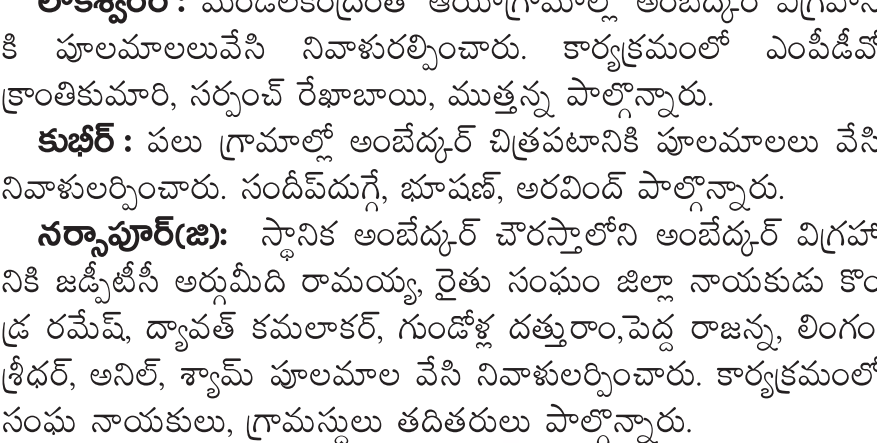 లోకేశ్వరం : మండలకేంద్రంతో ఆయాగ్రామాల్లో అంబేద్కర్ విగ్రహాని
కి పూలమాలలువేసి నివాళురల్పించారు. కార్యక్రమంలో ఎంపీడీవో
క్రాంతికుమారి, సర్పంచ్ రేఖాబాయి, ముత్తన్న పాల్గొన్నారు.
కుభీర్ : పలు గ్రామాల్లో అంబేద్కర్ చిత్రపటానికి పూలమాలలు వేసి
నివాళులర్పించారు. సందీప్‌దుగ్గే, భూషణ్, అరవింద్ పాల్గొన్నారు.
నర్సాపూర్(జి): స్థానిక అంబేద్కర్ చౌరస్తాలోని అంబేద్కర్ విగ్రహా
నికి జడ్పీటీసీ అర్గుమీది రామయ్య, రైతు సంఘం జిల్లా నాయకుడు కొం
డ్ర రమేష్, ద్యావత్ కమలాకర్, గుండోళ్ల దత్తురాం,పెద్ద రాజన్న, లింగం
శ్రీధర్, అనిల్, శ్యామ్ పూలమాల వేసి నివాళులర్పించారు. కార్యక్రమంలో
సంఘ నాయకులు, గ్రామస్థులు తదితరులు పాల్గొన్నారు.